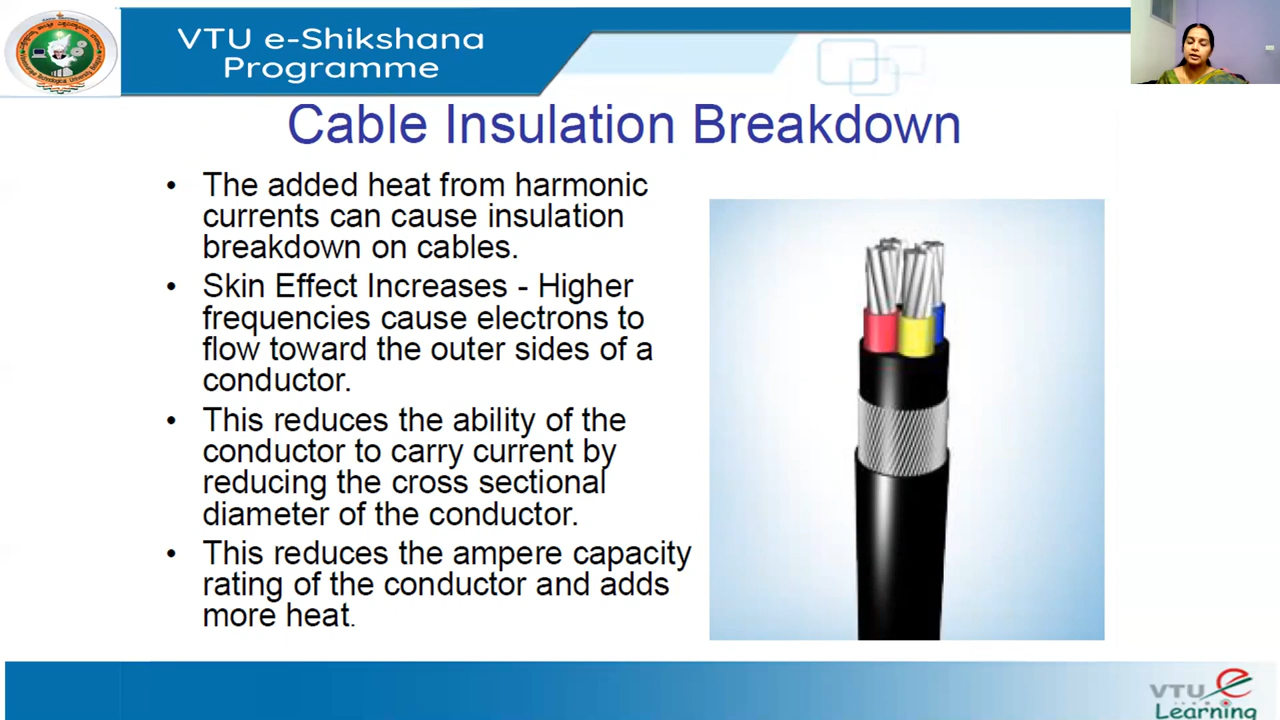 VTU e-Shikshana
Programme
Cable Insulation Breakdown
• The added heat from harmonic
currents can cause insulation
breakdown on cables.
• Skin Effect Increases - Higher
frequencies cause electrons to
flow toward the outer sides of a
conductor.
• This reduces the ability of the
conductor to carry current by
reducing the cross sectional
diameter of the conductor.
• This reduces the ampere capacity
rating of the conductor and adds
more heat.
VTU e
Learning